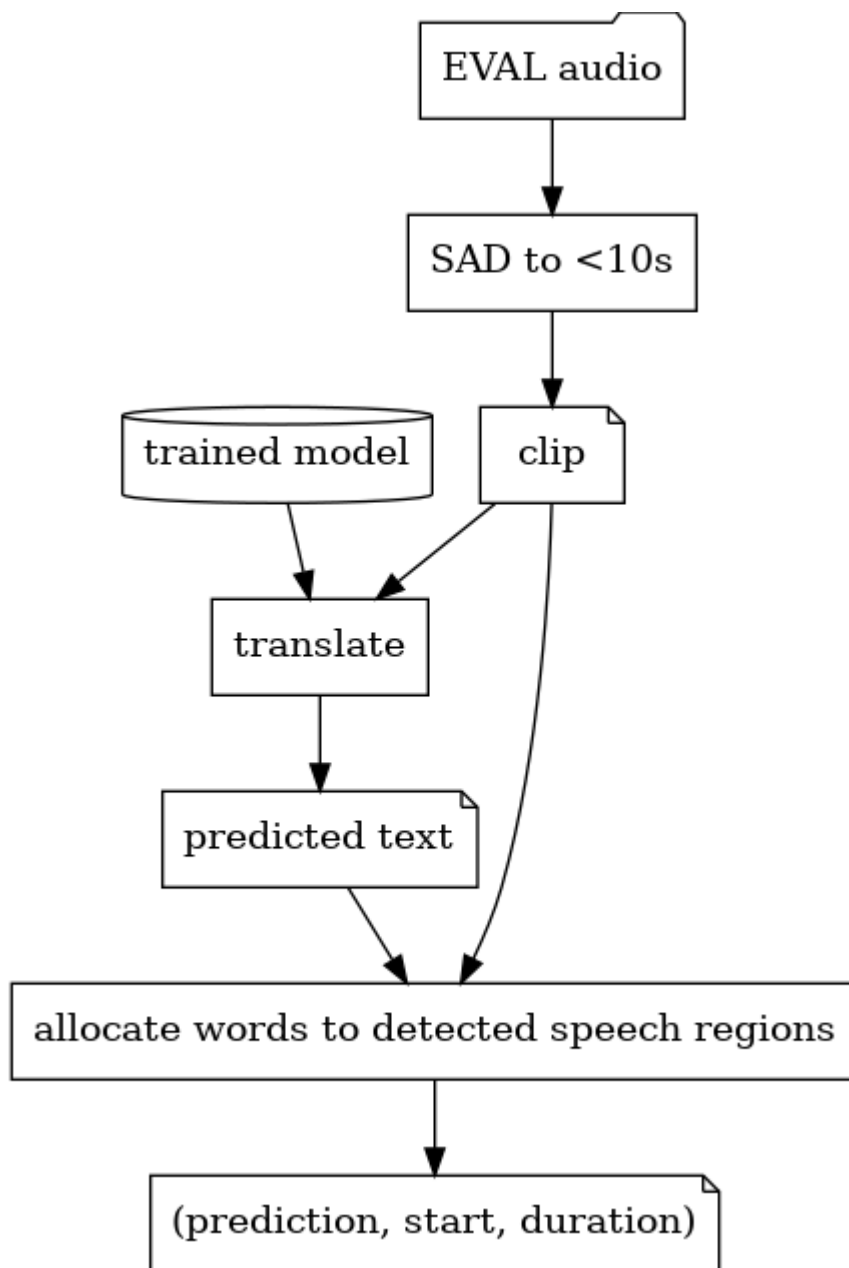 EVAL audio
SAD to <10s
trained model
clip
translate
predicted text
allocate words to detected speech regions
(prediction, start, duration)